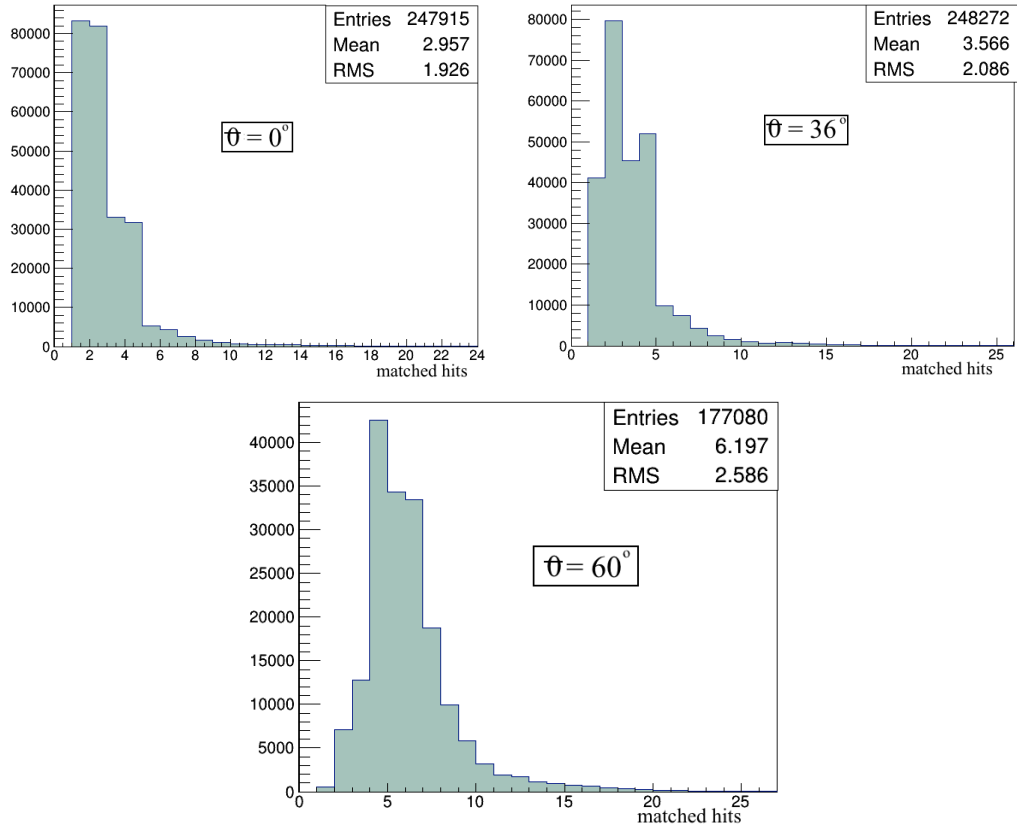 Entries 247915
Mean 2.957
RMS 1.926
θ = 0°
80000
70000
60000
50000
40000
30000
20000
10000
0
0 2 4 6 8 10 12 14 16 18 20 22 24
matched hits
Entries 248272
Mean 3.566
RMS 2.086
θ = 36°
80000
70000
60000
50000
40000
30000
20000
10000
0
0 5 10 15 20 25
matched hits
Entries 177080
Mean 6.197
RMS 2.586
θ = 60°
40000
35000
30000
25000
20000
15000
10000
5000
0
0 5 10 15 20 25
matched hits